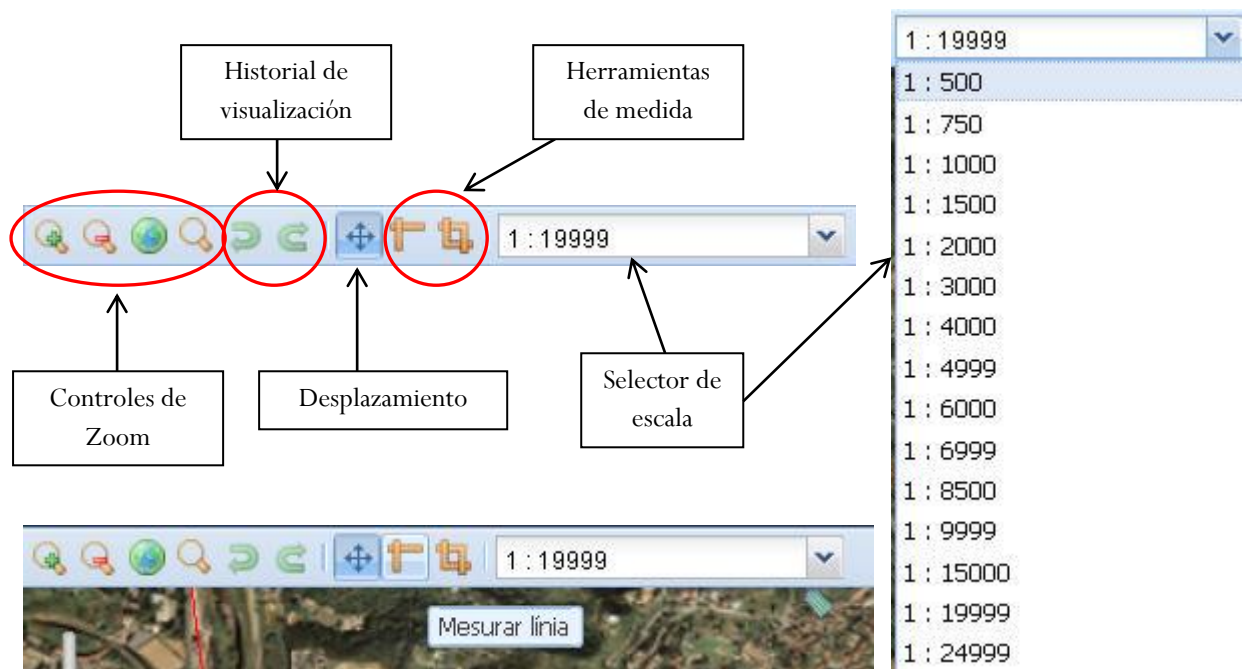 Historial de
visualización
Herramientas
de medida
1 : 19999
Controles de
Zoom
Desplazamiento
Selector de
escala
1 : 19999
Mesurar línia
1 : 19999
1 : 500
1 : 750
1 : 1000
1 : 1500
1 : 2000
1 : 3000
1 : 4000
1 : 4999
1 : 6000
1 : 6999
1 : 8500
1 : 9999
1 : 15000
1 : 19999
1 : 24999